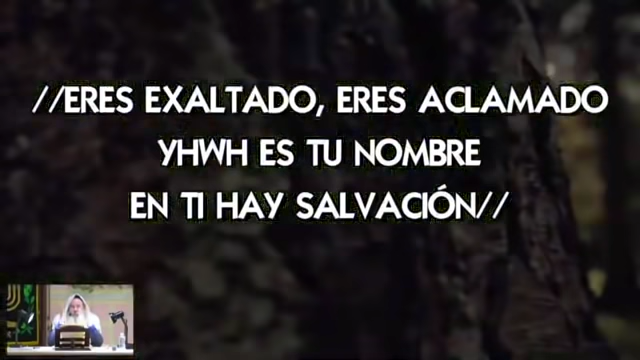 //ERES EXALTADO, ERES ACLAMADO
YHWH ES TU NOMBRE
EN TI HAY SALVACIÓN//